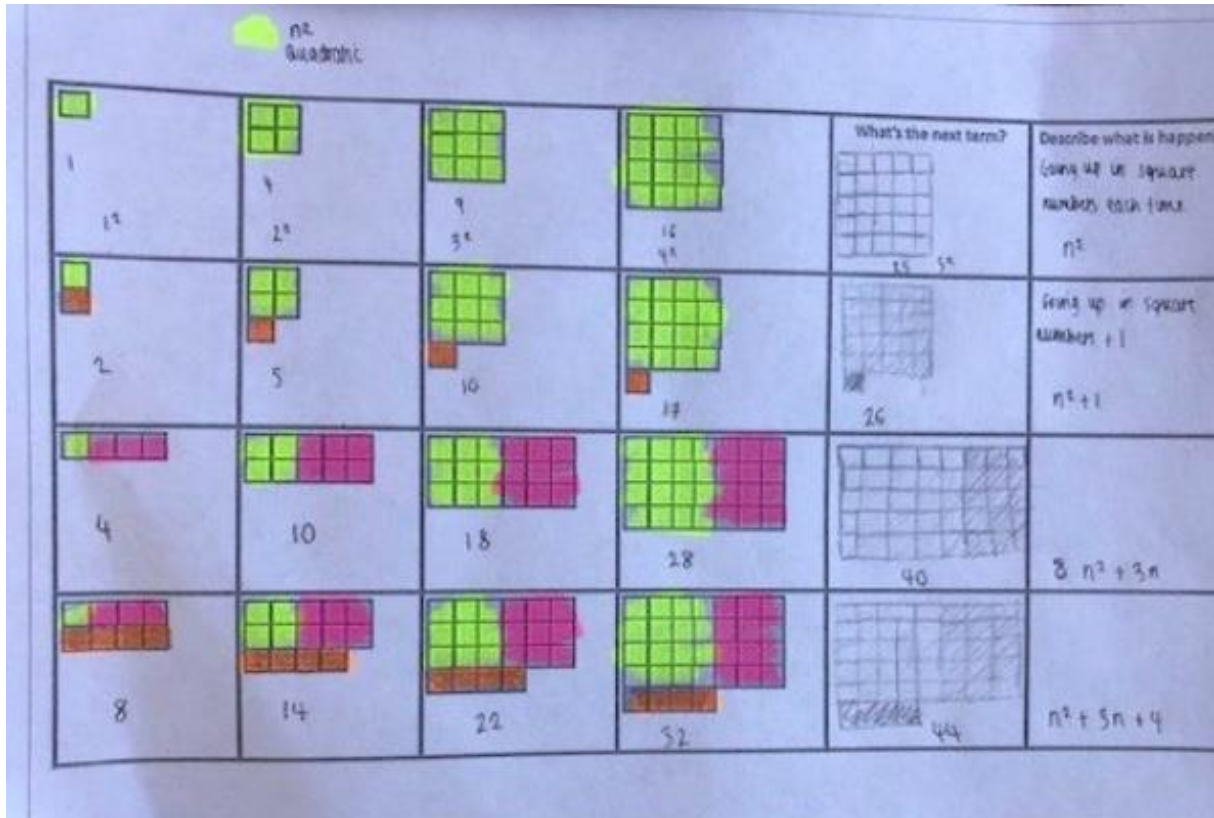 n²
Quadratic
1
1²
4
2²
9
3²
16
4²
What's the next term?
25 5²
Describe what is happen
Going up in square
numbers each time
n²
2
5
10
17
26
Going up in square
numbers + 1
n² + 1
4
10
18
28
40
8 n² + 3n
8
14
22
32
44
n² + 3n + 4